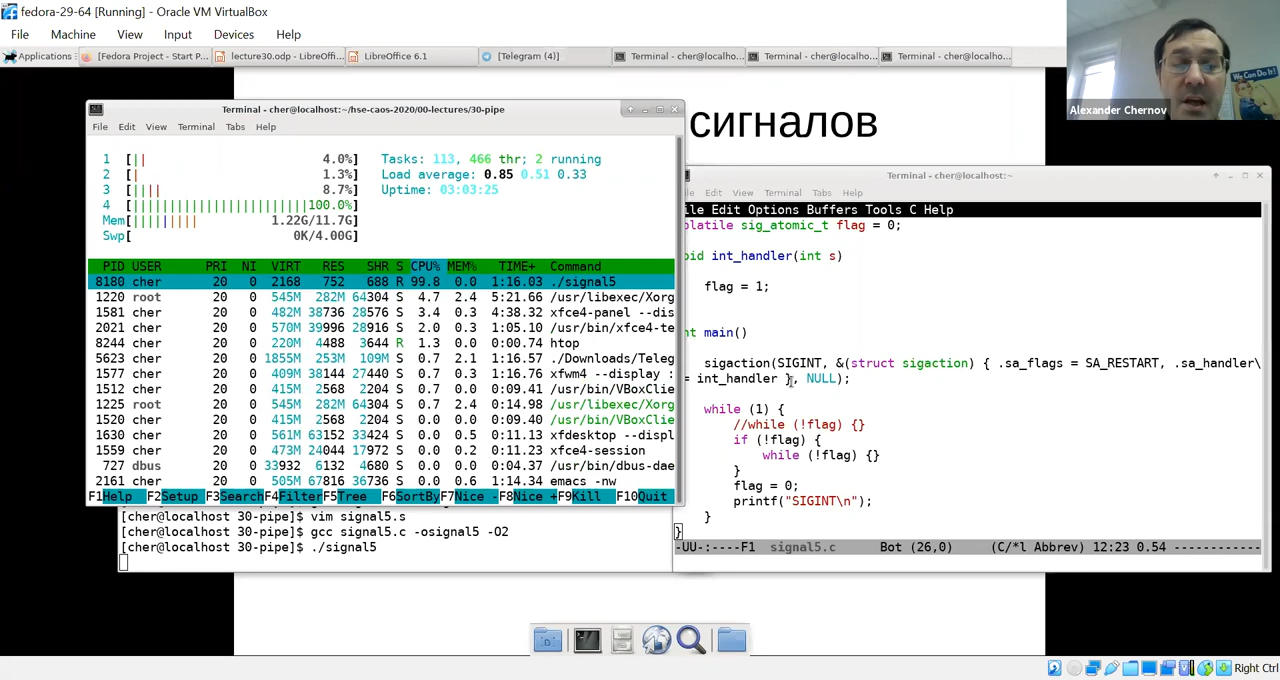 fedora-29-64 [Running] - Oracle VM VirtualBox
File Machine View Input Devices Help
Applications [Fedora Project - Start P... lecture30.odp - LibreOffi... LibreOffice 6.1 [Telegram (4)] Terminal - cher@localho... Terminal - cher@localho... Terminal - cher@localho...
We Can Do It!
Alexander Chernov
сигналов
Terminal - cher@localhost:~/hse-caos-2020/00-lectures/30-pipe
File Edit View Terminal Tabs Help
1 [|| 4.0%] Tasks: 113, 466 thr; 2 running
2 [| 1.3%] Load average: 0.85 0.51 0.33
3 [|||| 8.7%] Uptime: 03:03:25
4 [||||||||||||||||||||||||100.0%]
Mem[||||||||| 1.22G/11.7G]
Swp[ 0K/4.00G]
PID USER PRI NI VIRT RES SHR S CPU% MEM% TIME+ Command
8180 cher 20 0 2168 752 688 R 99.8 0.0 1:16.03 ./signal5
1220 root 20 0 545M 282M 64304 S 4.7 2.4 5:21.66 /usr/libexec/Xorg
1581 cher 20 0 482M 38736 28576 S 3.4 0.3 4:38.32 xfce4-panel --dis
2021 cher 20 0 570M 39996 28916 S 2.0 0.3 1:05.10 /usr/bin/xfce4-te
8244 cher 20 0 220M 4488 3644 R 1.3 0.0 0:00.74 htop
5623 cher 20 0 1855M 253M 109M S 0.7 2.1 1:16.57 ./Downloads/Teleg
1577 cher 20 0 409M 38144 27440 S 0.7 0.3 1:16.76 xfwm4 --display :
1512 cher 20 0 415M 2568 2204 S 0.7 0.0 0:09.41 /usr/bin/VBoxClie
1225 root 20 0 545M 282M 64304 S 0.7 2.4 0:14.98 /usr/libexec/Xorg
1520 cher 20 0 415M 2568 2204 S 0.0 0.0 0:09.40 /usr/bin/VBoxClie
1630 cher 20 0 561M 63152 33424 S 0.0 0.5 0:11.13 xfdesktop --displ
1559 cher 20 0 473M 24044 17972 S 0.0 0.2 0:11.23 xfce4-session
727 dbus 20 0 33932 6132 4680 S 0.0 0.0 0:04.37 /usr/bin/dbus-dae
2161 cher 20 0 505M 67816 36736 S 0.0 0.6 1:14.34 emacs -nw
F1Help F2Setup F3SearchF4FilterF5Tree F6SortByF7Nice -F8Nice +F9Kill F10Quit
[cher@localhost 30-pipe]$ vim signal5.s
[cher@localhost 30-pipe]$ gcc signal5.c -osignal5 -O2
[cher@localhost 30-pipe]$ ./signal5
Terminal - cher@localhost:~
le Edit View Terminal Tabs Help
ile Edit Options Buffers Tools C Help
olatile sig_atomic_t flag = 0;
oid int_handler(int s)
flag = 1;
nt main()
sigaction(SIGINT, &(struct sigaction) { .sa_flags = SA_RESTART, .sa_handler\
= int_handler }, NULL);
while (1) {
//while (!flag) {}
if (!flag) {
while (!flag) {}
}
flag = 0;
printf("SIGINT\n");
}
}
-UU-:----F1 signal5.c Bot (26,0) (C/*l Abbrev) 12:23 0.54 ------------
Right Ctrl